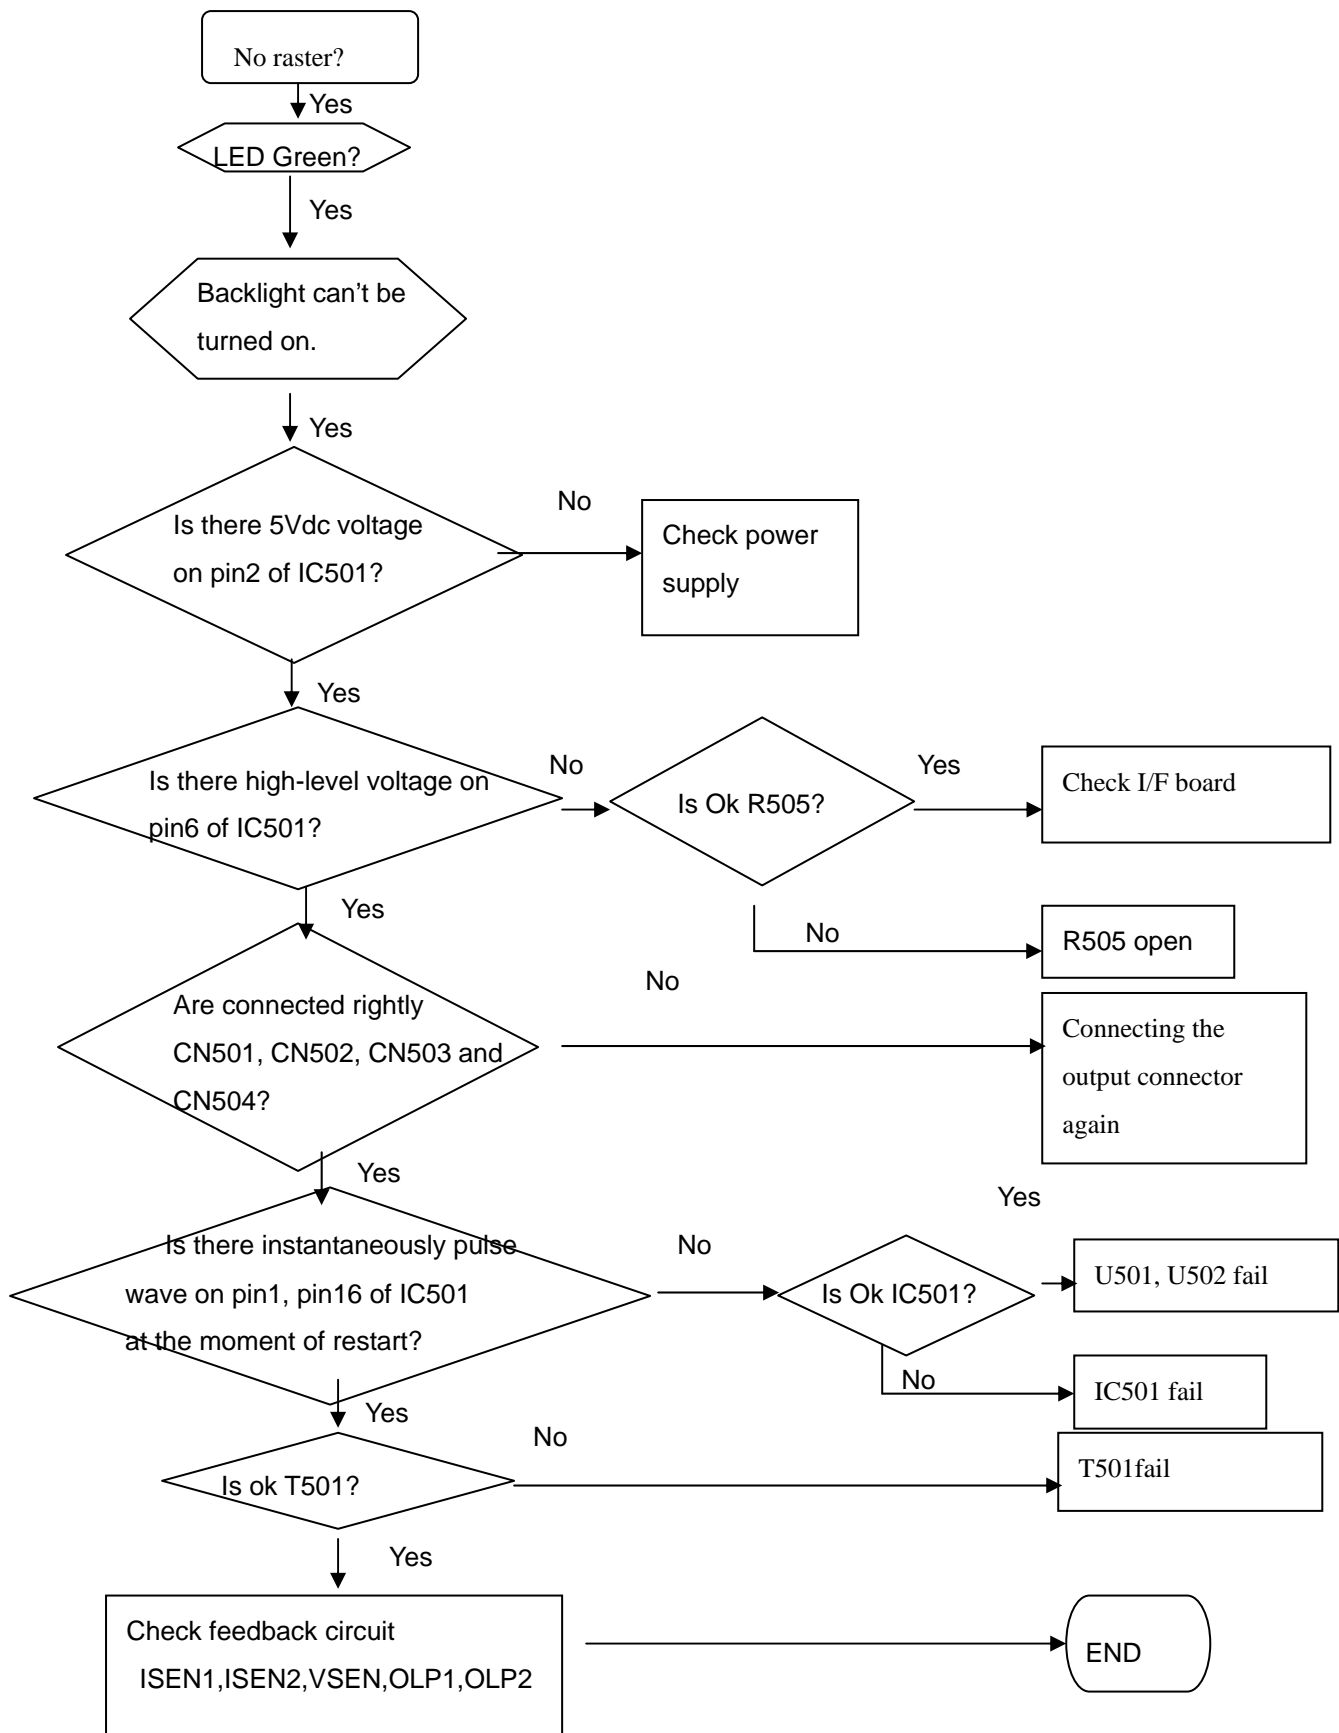 No raster?
Yes
LED Green?
Yes
Backlight can't be
turned on.
Yes
Is there 5Vdc voltage
on pin2 of IC501?
No
Check power
supply
Yes
Is there high-level voltage on
pin6 of IC501?
No
Is Ok R505?
Yes
Check I/F board
No
R505 open
Yes
Are connected rightly
CN501, CN502, CN503 and
CN504?
No
Connecting the
output connector
again
Yes
Is there instantaneously pulse
wave on pin1, pin16 of IC501
at the moment of restart?
No
Is Ok IC501?
Yes
U501, U502 fail
No
IC501 fail
Yes
Is ok T501?
No
T501fail
Yes
Check feedback circuit
ISEN1,ISEN2,VSEN,OLP1,OLP2
END